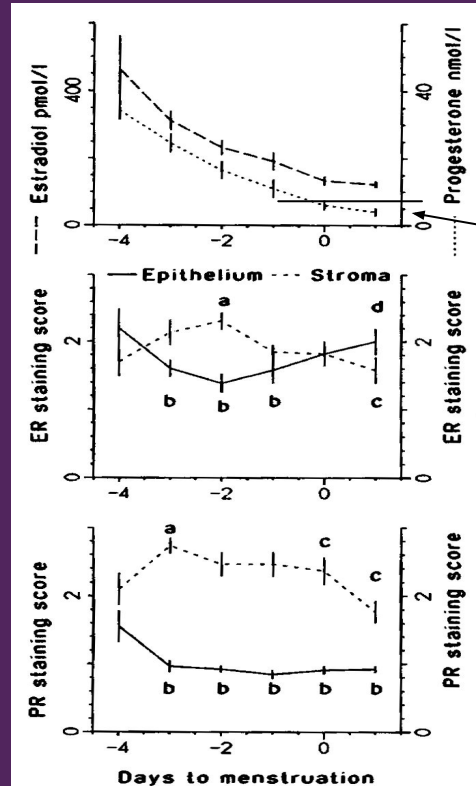 Estradiol pmol/l
400
0
40
0
Progesterone nmol/l
-4
-2
0
Epithelium
Stroma
ER staining score
2
0
a
d
b
b
b
c
2
0
ER staining score
-4
-2
0
PR staining score
2
0
a
c
c
b
b
b
b
b
2
0
PR staining score
-4
-2
0
Days to menstruation